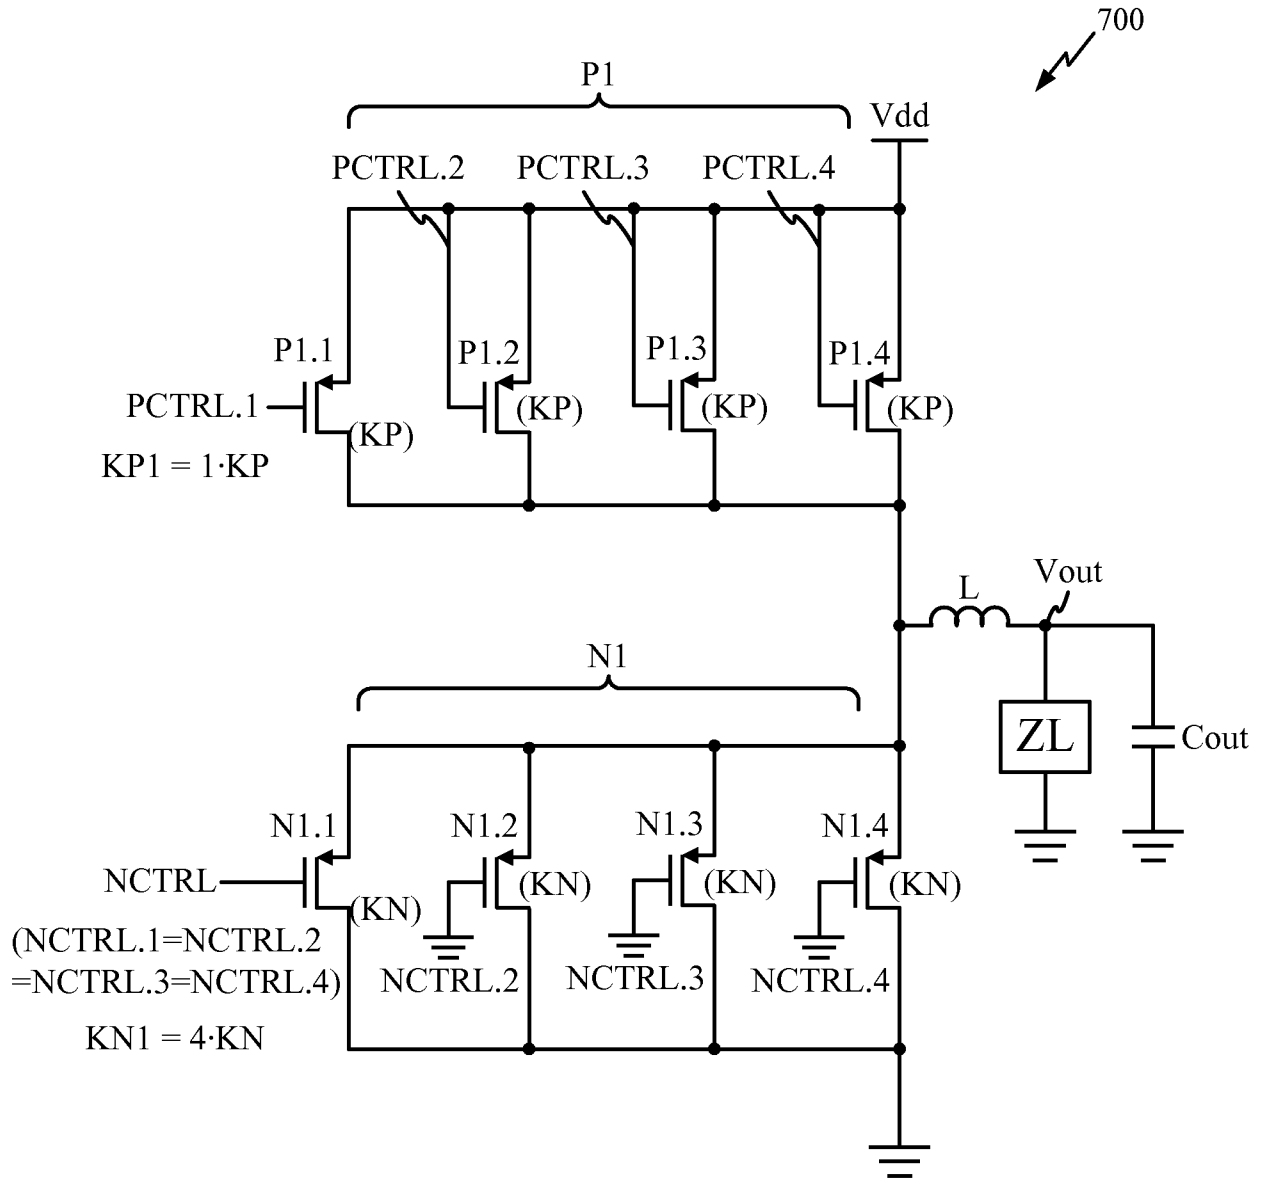 700
P1
Vdd
PCTRL.2 PCTRL.3 PCTRL.4
P1.1 P1.2 P1.3 P1.4
PCTRL.1 (KP) (KP) (KP) (KP)
KP1 = 1·KP
Vout
L
N1
ZL Cout
N1.1 N1.2 N1.3 N1.4
NCTRL (KN) (KN) (KN) (KN)
(NCTRL.1=NCTRL.2
=NCTRL.3=NCTRL.4) NCTRL.2 NCTRL.3 NCTRL.4
KN1 = 4·KN